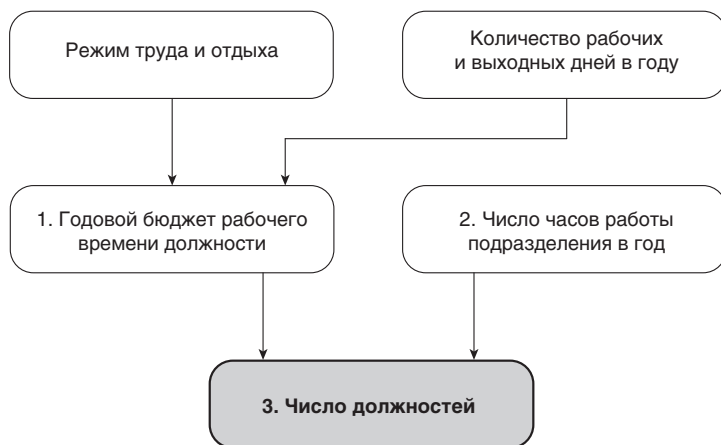 Режим труда и отдыха
Количество рабочих
и выходных дней в году
1. Годовой бюджет рабочего
времени должности
2. Число часов работы
подразделения в год
3. Число должностей